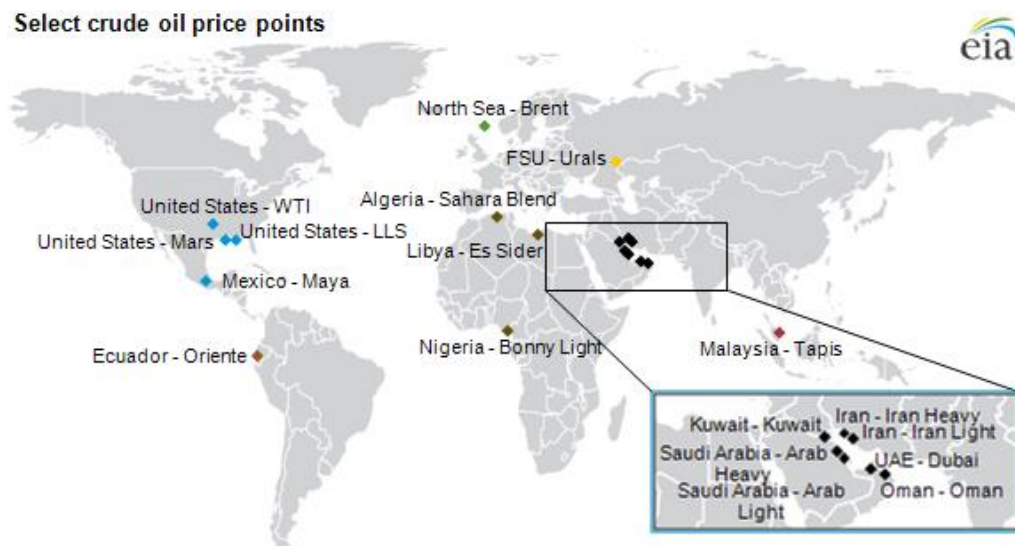 Select crude oil price points
eia
North Sea - Brent
FSU - Urals
Algeria - Sahara Blend
United States - WTI
United States - LLS
United States - Mars
Libya - Es Sider
Mexico - Maya
Ecuador - Oriente
Nigeria - Bonny Light
Malaysia - Tapis
Iran - Iran Heavy
Kuwait - Kuwait
Iran - Iran Light
Saudi Arabia - Arab
Heavy
UAE - Dubai
Saudi Arabia - Arab
Light
Oman - Oman